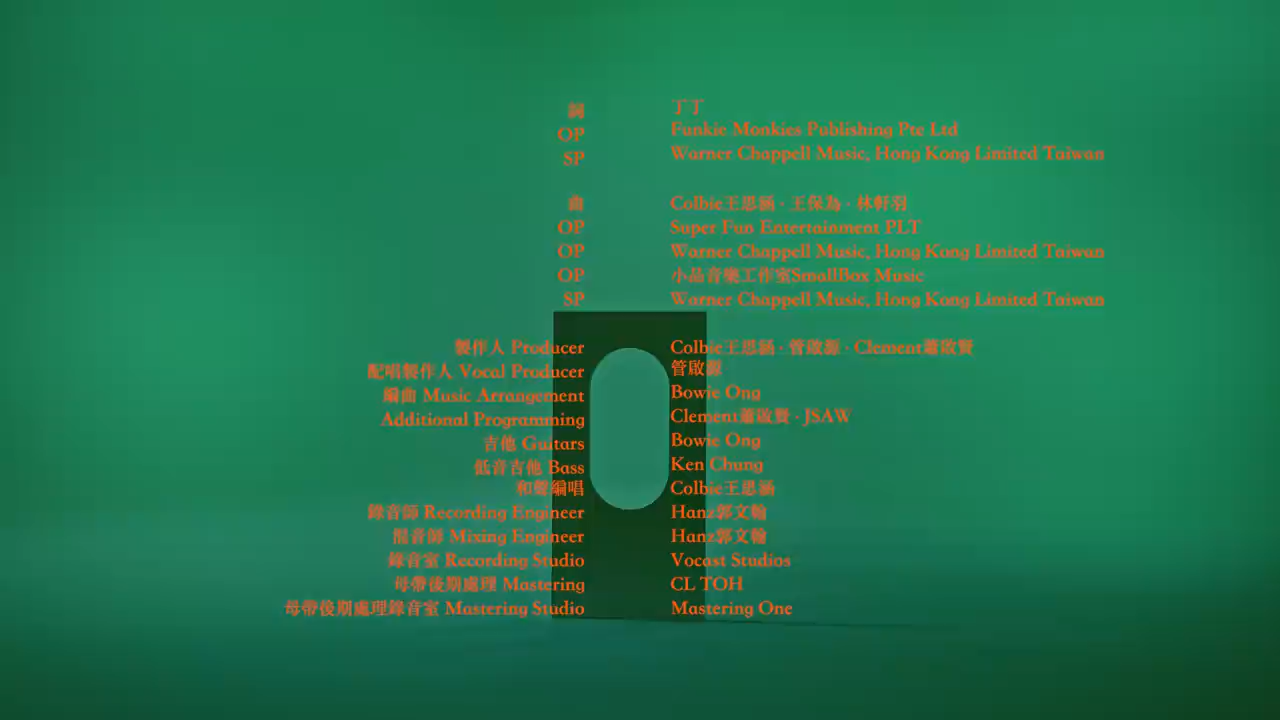 詞 丁丁
OP Funkie Monkies Publishing Pte Ltd
SP Warner Chappell Music, Hong Kong Limited Taiwan
曲 Colbie王思涵 · 王保為 · 林軒羽
OP Super Fun Entertainment PLT
OP Warner Chappell Music, Hong Kong Limited Taiwan
OP 小品音樂工作室SmallBox Music
SP Warner Chappell Music, Hong Kong Limited Taiwan
製作人 Producer Colbie王思涵 · 管啟源 · Clement蕭啟賢
配唱製作人 Vocal Producer 管啟源
編曲 Music Arrangement Bowie Ong
Additional Programming Clement蕭啟賢 · JSAW
吉他 Guitars Bowie Ong
低音吉他 Bass Ken Chung
和聲編唱 Colbie王思涵
錄音師 Recording Engineer Hanz郭文翰
混音師 Mixing Engineer Hanz郭文翰
錄音室 Recording Studio Vocast Studios
母帶後期處理 Mastering CL TOH
母帶後期處理錄音室 Mastering Studio Mastering One